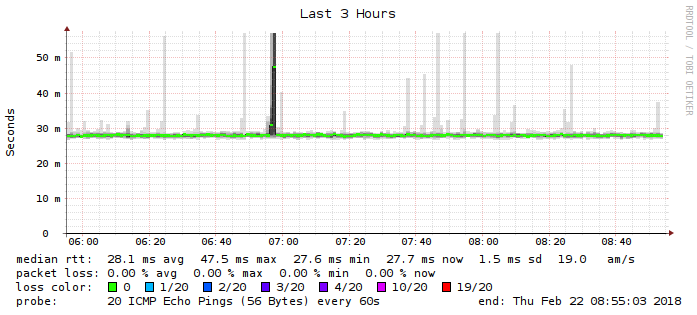 Last 3 Hours
RRDTOOL / TOBI OETIKER
Seconds
50 m
40 m
30 m
20 m
10 m
0
06:00 06:20 06:40 07:00 07:20 07:40 08:00 08:20 08:40
median rtt: 28.1 ms avg 47.5 ms max 27.6 ms min 27.7 ms now 1.5 ms sd 19.0 am/s
packet loss: 0.00 % avg 0.00 % max 0.00 % min 0.00 % now
loss color: 0 1/20 2/20 3/20 4/20 10/20 19/20
probe: 20 ICMP Echo Pings (56 Bytes) every 60s end: Thu Feb 22 08:55:03 2018